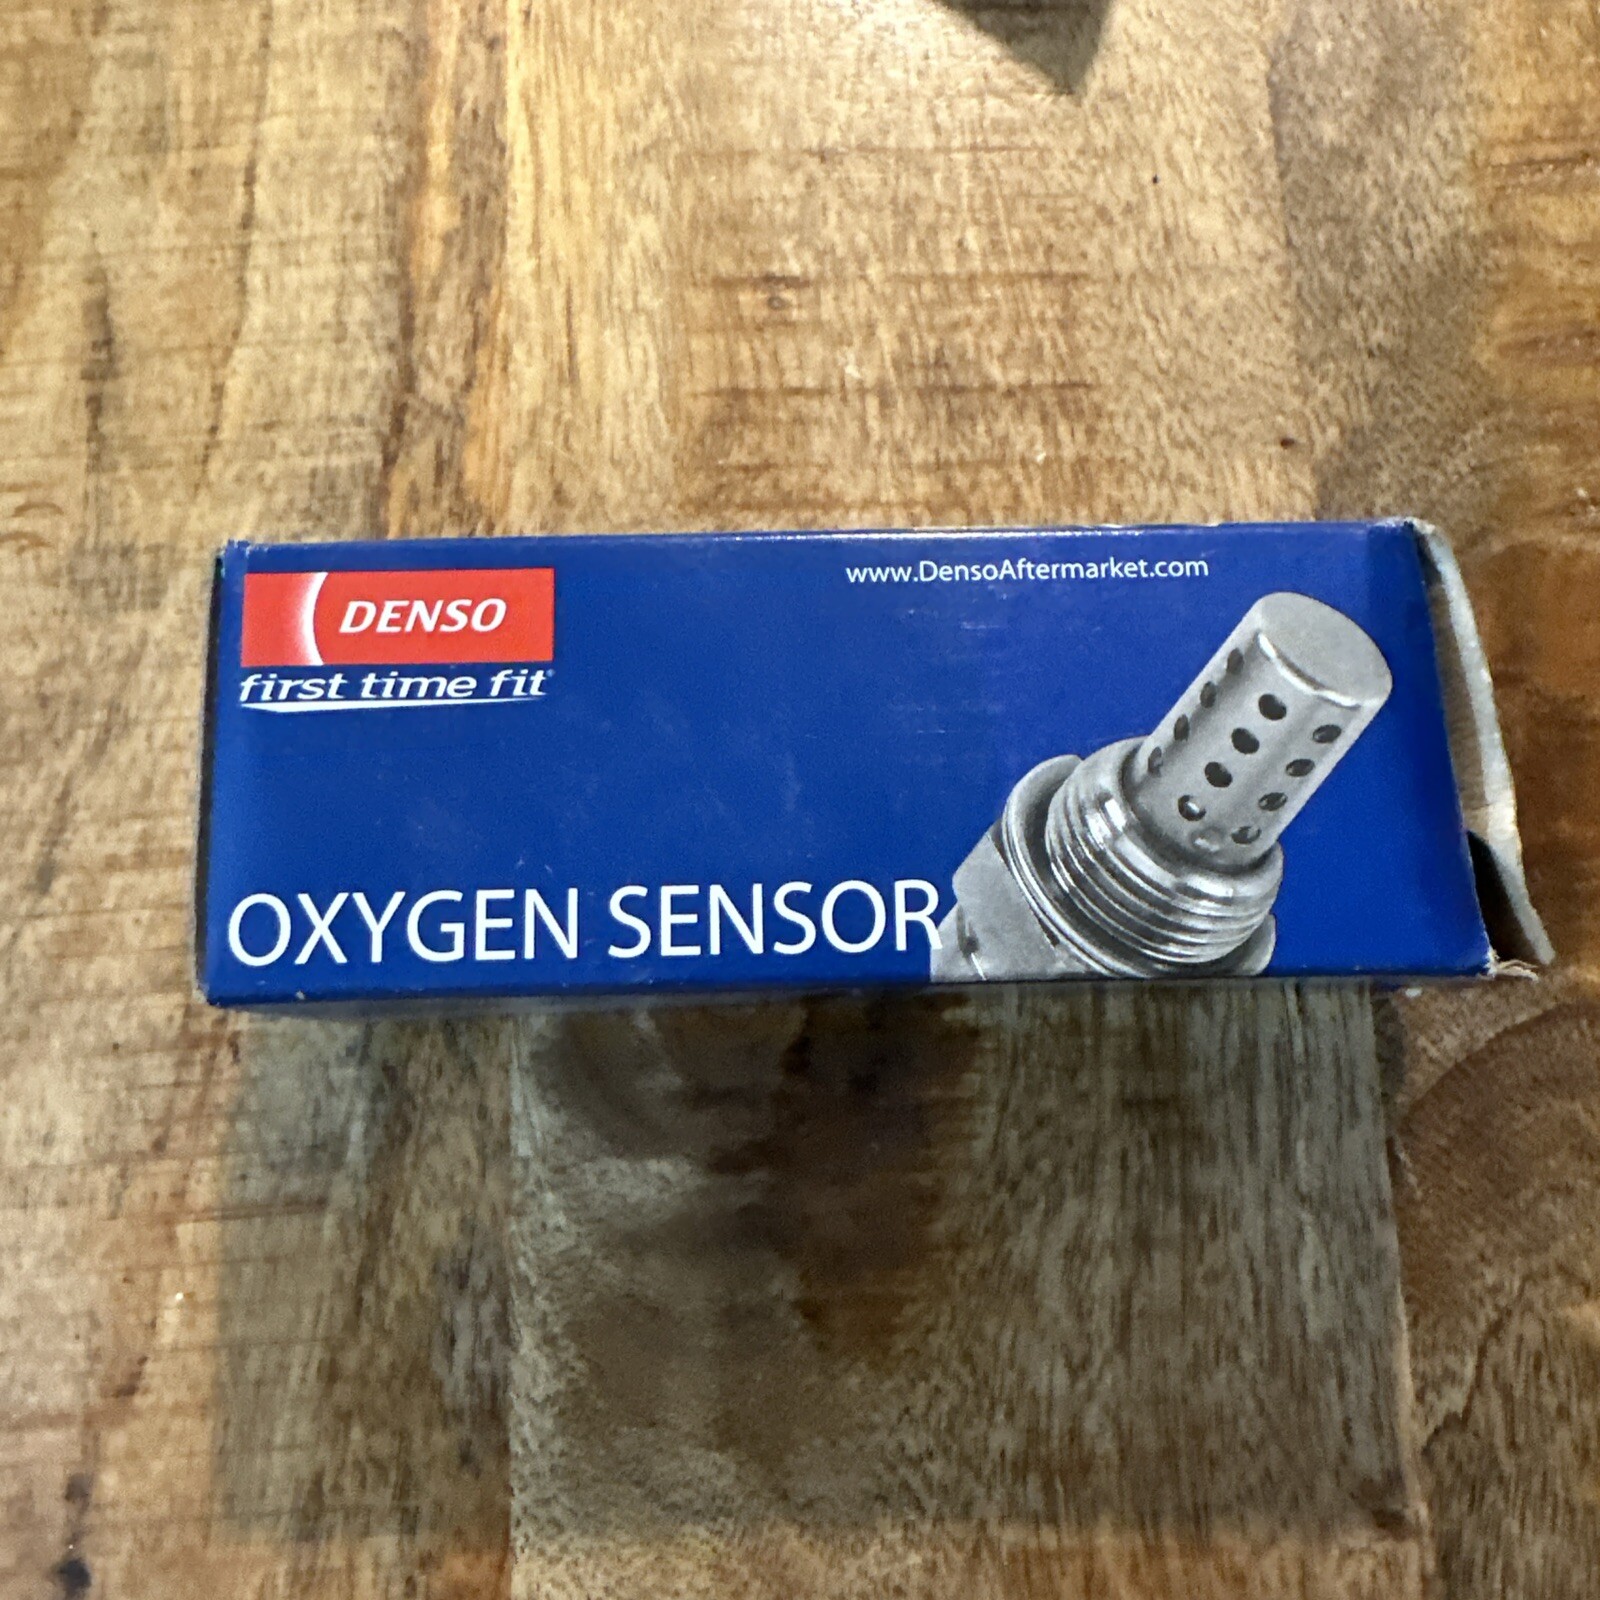 DENSO
first time fit®
www.DensoAftermarket.com
OXYGEN SENSOR